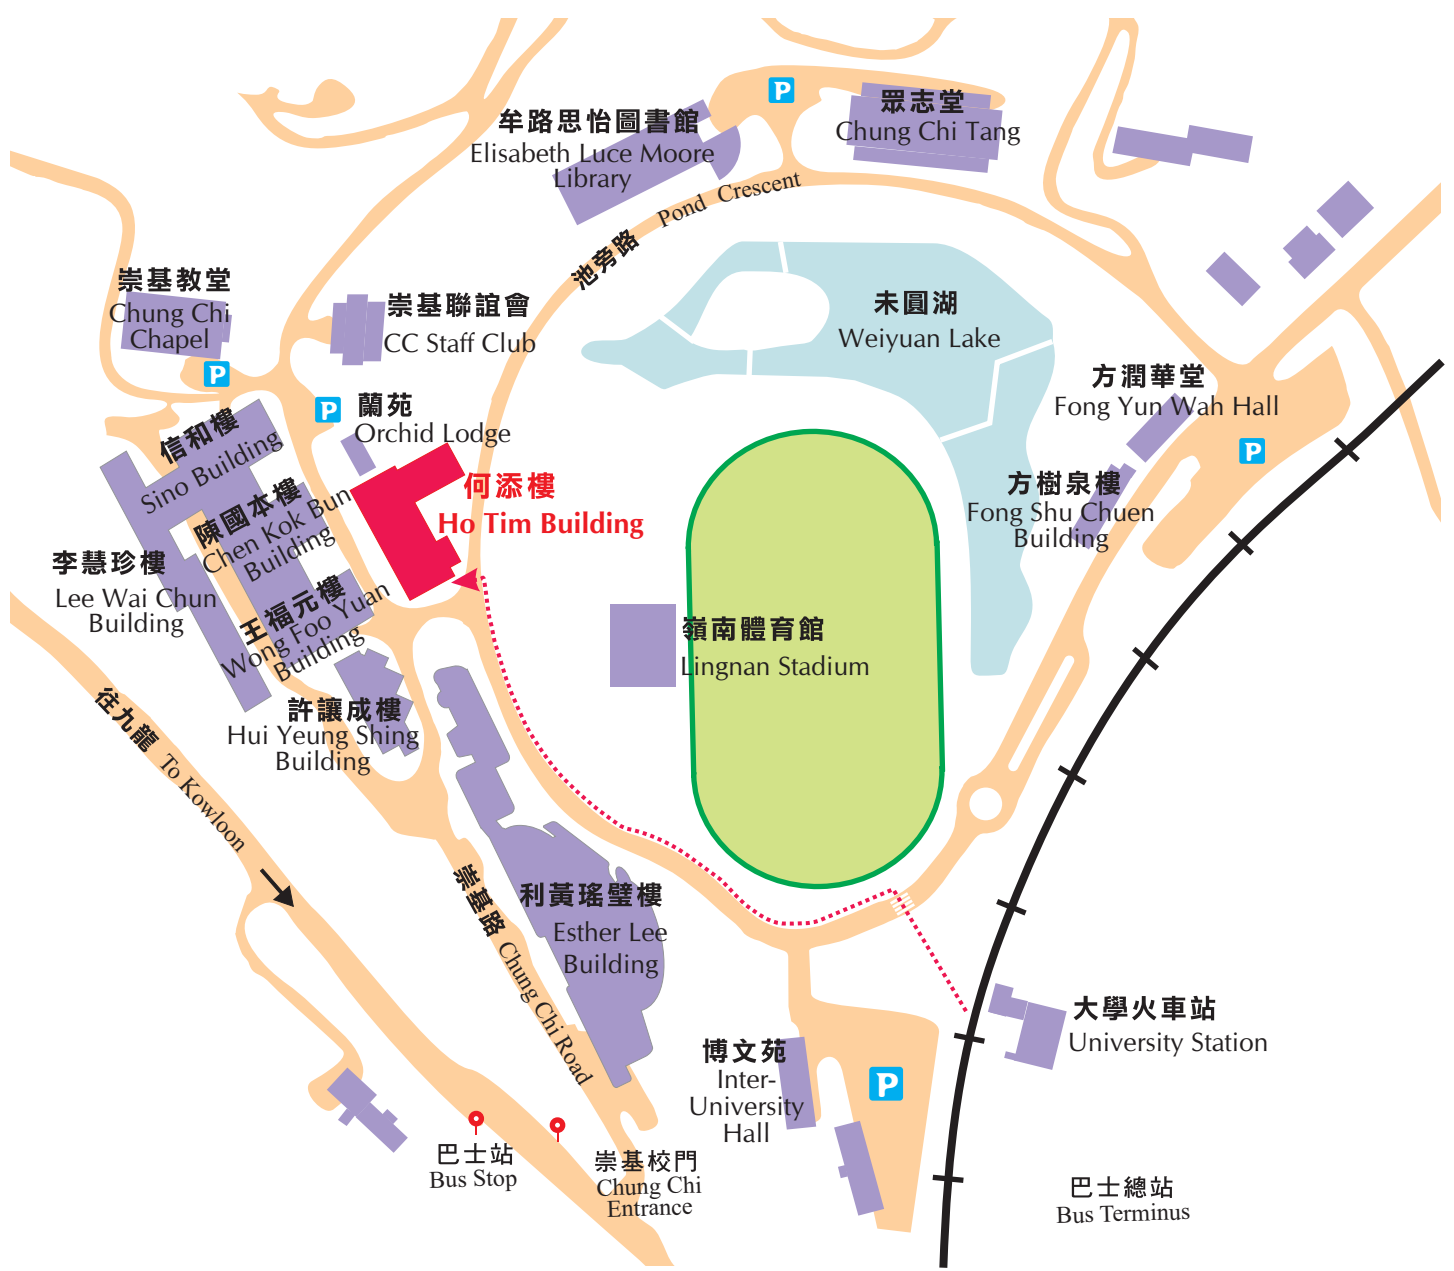 P
眾志堂
Chung Chi Tang
牟路思怡圖書館
Elisabeth Luce Moore
Library
池旁路 Pond Crescent
崇基教堂
Chung Chi
Chapel
P
崇基聯誼會
CC Staff Club
未圓湖
Weiyuan Lake
P
蘭苑
Orchid Lodge
方潤華堂
Fong Yun Wah Hall
P
信和樓
Sino Building
何添樓
Ho Tim Building
陳國本樓
Chen Kok Bun
Building
方樹泉樓
Fong Shu Chuen
Building
李慧珍樓
Lee Wai Chun
Building
王福元樓
Wong Foo Yuan
Building
嶺南體育館
Lingnan Stadium
許讓成樓
Hui Yeung Shing
Building
往九龍 To Kowloon
崇基路 Chung Chi Road
利黃瑤璧樓
Esther Lee
Building
大學火車站
University Station
博文苑
Inter-
University
Hall
P
巴士站
Bus Stop
崇基校門
Chung Chi
Entrance
巴士總站
Bus Terminus